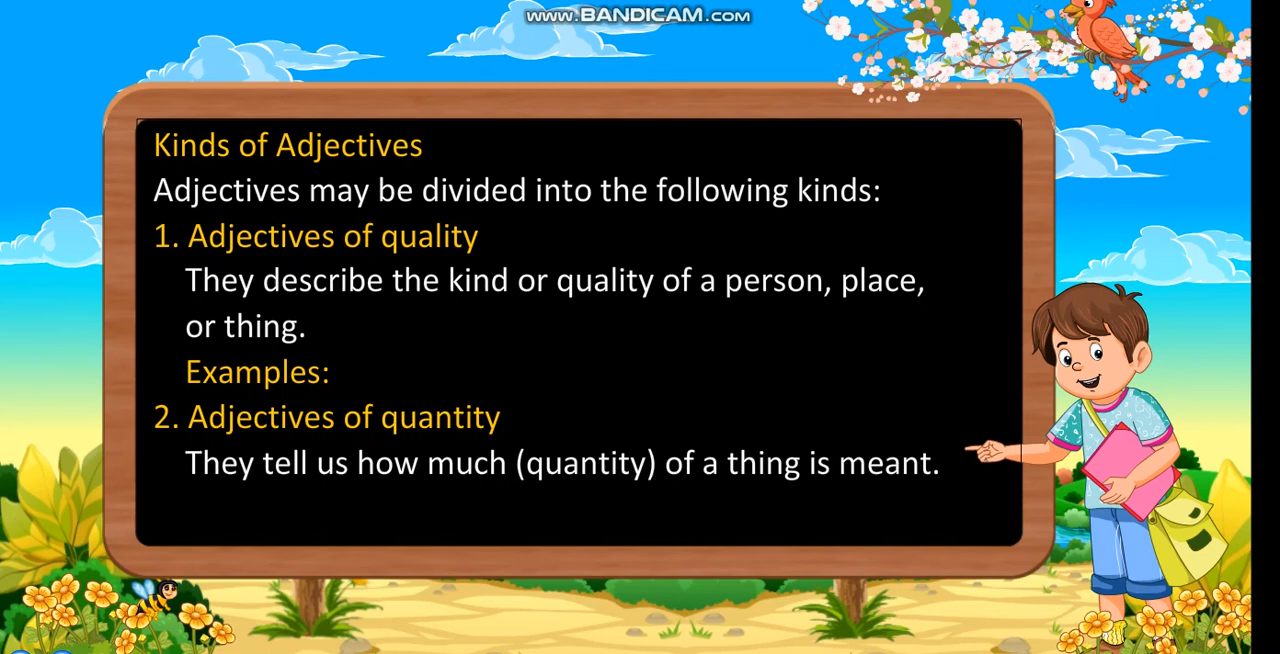 www.BANDICAM.com
Kinds of Adjectives
Adjectives may be divided into the following kinds:
1. Adjectives of quality
They describe the kind or quality of a person, place,
or thing.
Examples:
2. Adjectives of quantity
They tell us how much (quantity) of a thing is meant.